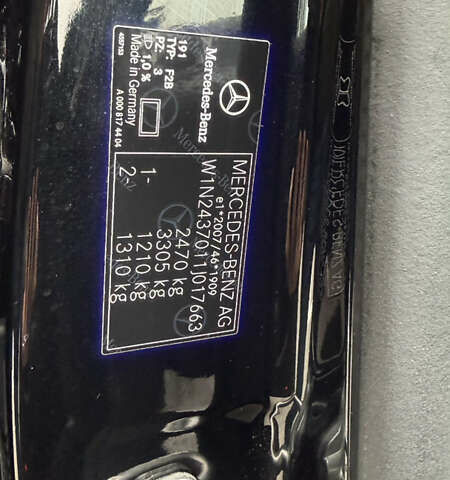 Mercedes-Benz
191
TYP: F2B
PZ: 3
1,0 %
Made in Germany
A 000 817 44 04
4957153
MERCEDES-BENZ AG
e1*2007/46*1909
W1N2437011J017663
2470 kg
3305 kg
1- 1210 kg
2- 1310 kg